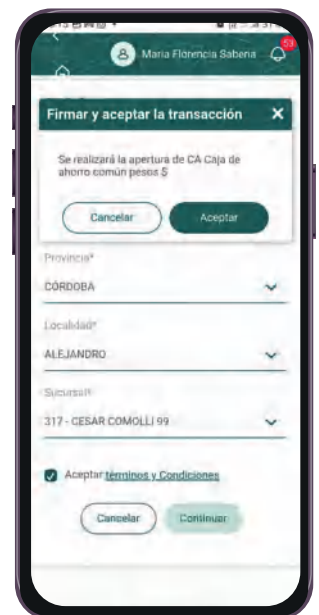 53
Maria Florencia Sabena
Firmar y aceptar la transacción X
Se realizará la apertura de CA Caja de
ahorro común pesos $
Cancelar Aceptar
Provincia*
CÓRDOBA
Localidad*
ALEJANDRO
Sucursal*
317 - CESAR COMOLLI 99
Aceptar términos y Condiciones
Cancelar Continuar